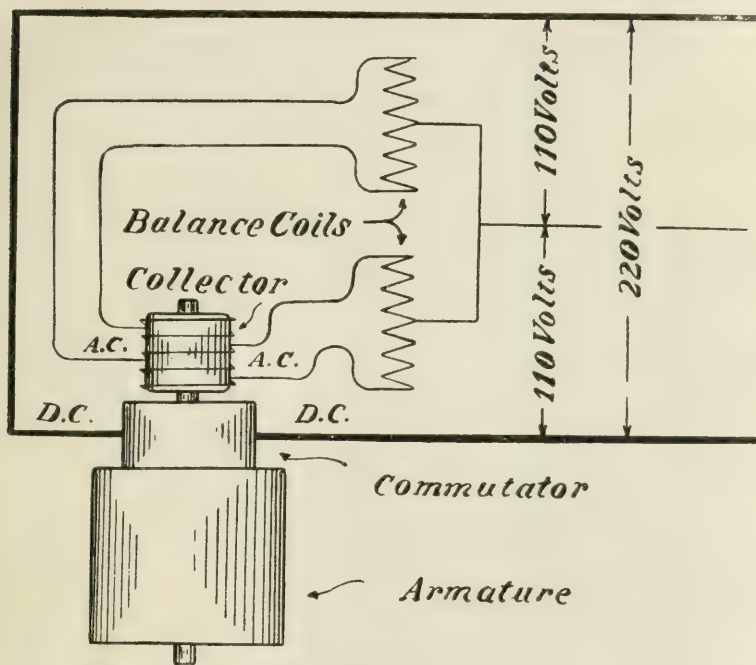 110 Volts
220 Volts
Balance Coils
Collector
A.C.
A.C.
110 Volts
D.C.
D.C.
Commutator
Armature